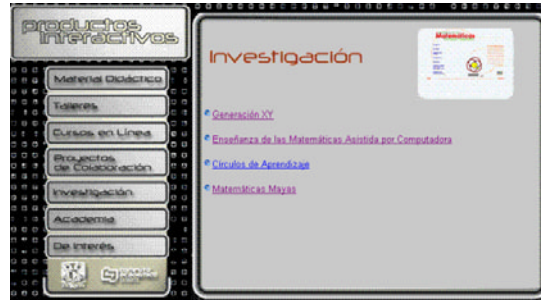 productos
interactivos
Material Didáctico
Talleres
Cursos en Línea
Proyectos
de Colaboración
Investigación
Academia
De Interés
Investigación
Matemáticas
Generación XY
Enseñanza de las Matemáticas Asistida por Computadora
Círculos de Aprendizaje
Matemáticas Mayas